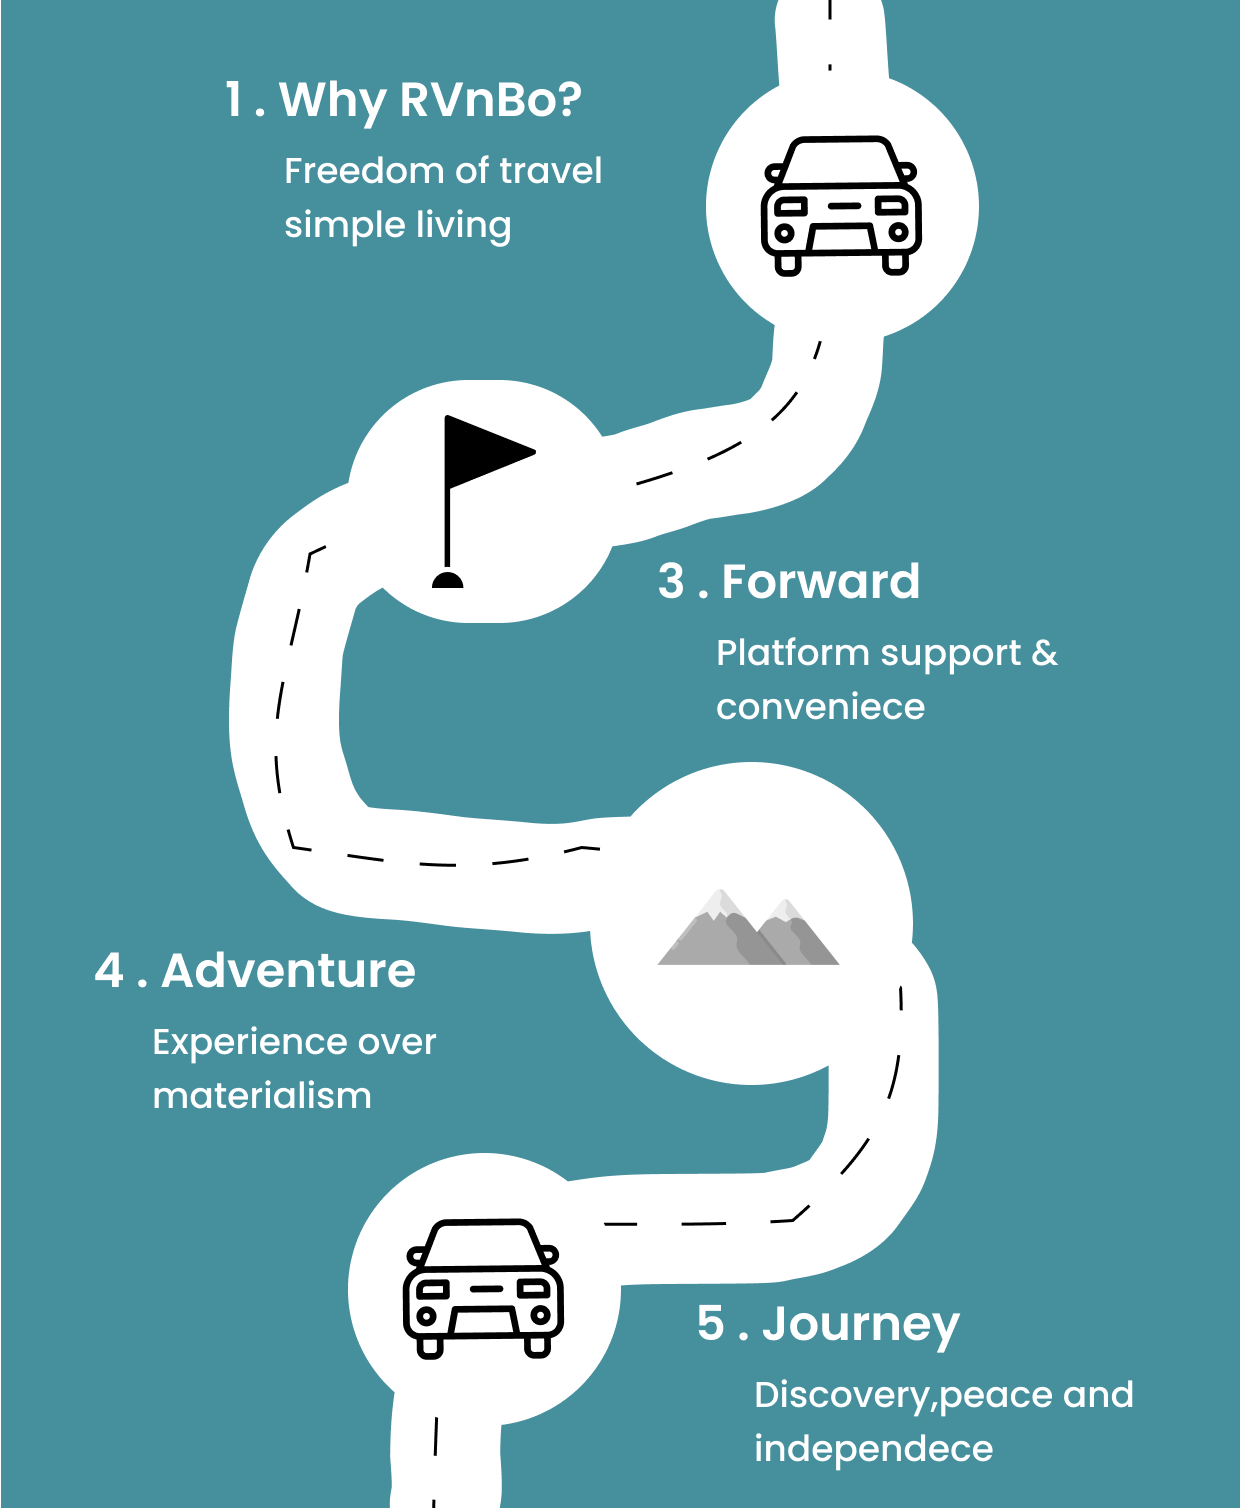 1 . Why RVnBo?
Freedom of travel
simple living
3 . Forward
Platform support &
conveniece
4 . Adventure
Experience over
materialism
5 . Journey
Discovery,peace and
independece